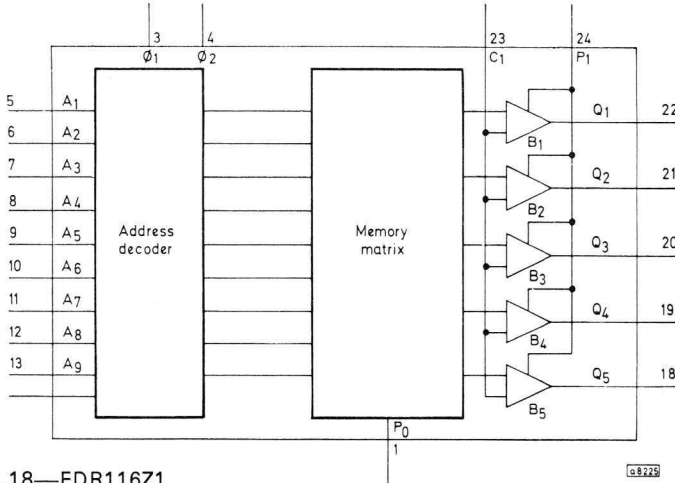 3 4 23 24
Ø1 Ø2 C1 P1
5 A1 Q1 22
6 A2 B1
7 A3 Q2 21
8 A4 B2
9 A5 Address decoder Memory matrix Q3 20
10 A6 B3
11 A7 Q4 19
12 A8 B4
13 A9 Q5 18
B5
P0
1
18—FDR116Z1
a8225